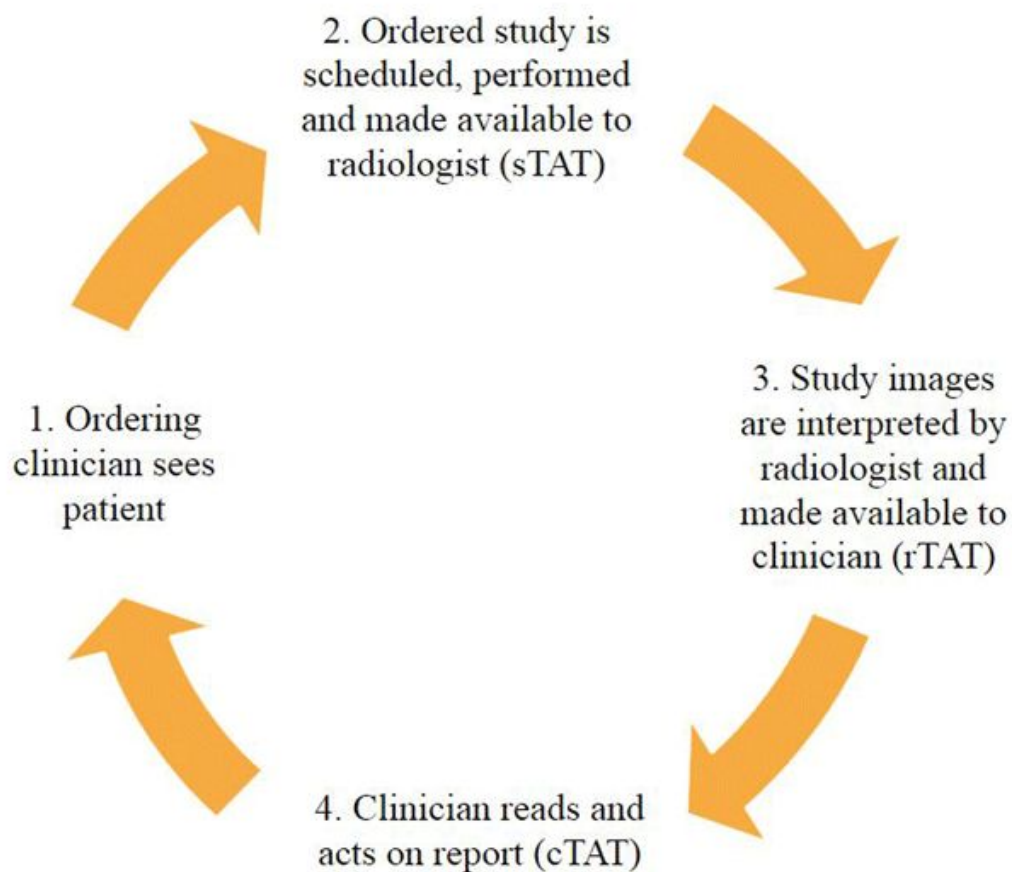 1. Ordering
clinician sees
patient
2. Ordered study is
scheduled, performed
and made available to
radiologist (sTAT)
3. Study images
are interpreted by
radiologist and
made available to
clinician (rTAT)
4. Clinician reads and
acts on report (cTAT)